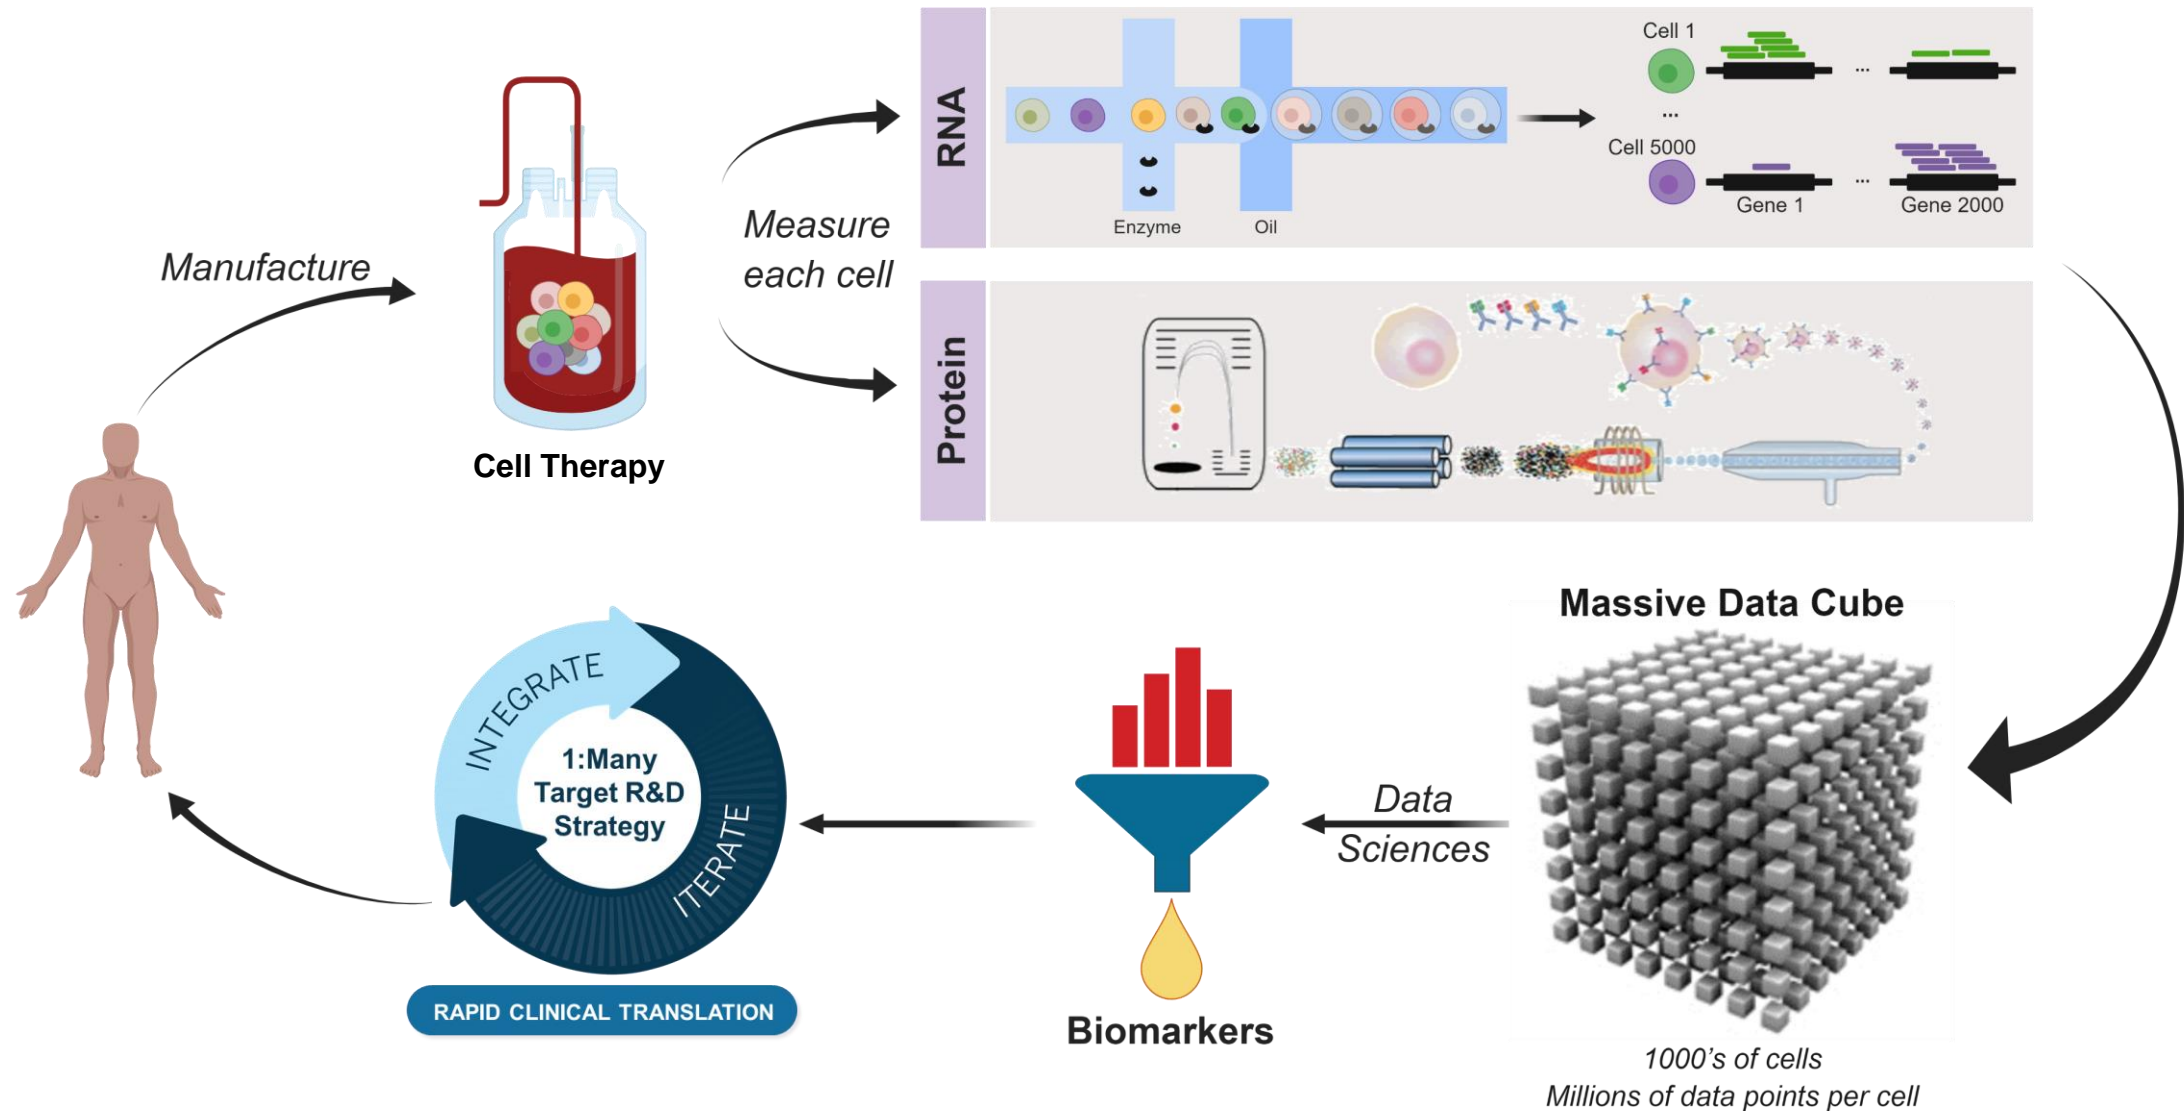 Manufacture
Cell Therapy
Measure
each cell
RNA
Enzyme
Oil
Cell 1
...
...
Cell 5000
...
Gene 1
Gene 2000
Protein
Massive Data Cube
1000's of cells
Millions of data points per cell
Data
Sciences
Biomarkers
INTEGRATE
ITERATE
1:Many
Target R&D
Strategy
RAPID CLINICAL TRANSLATION